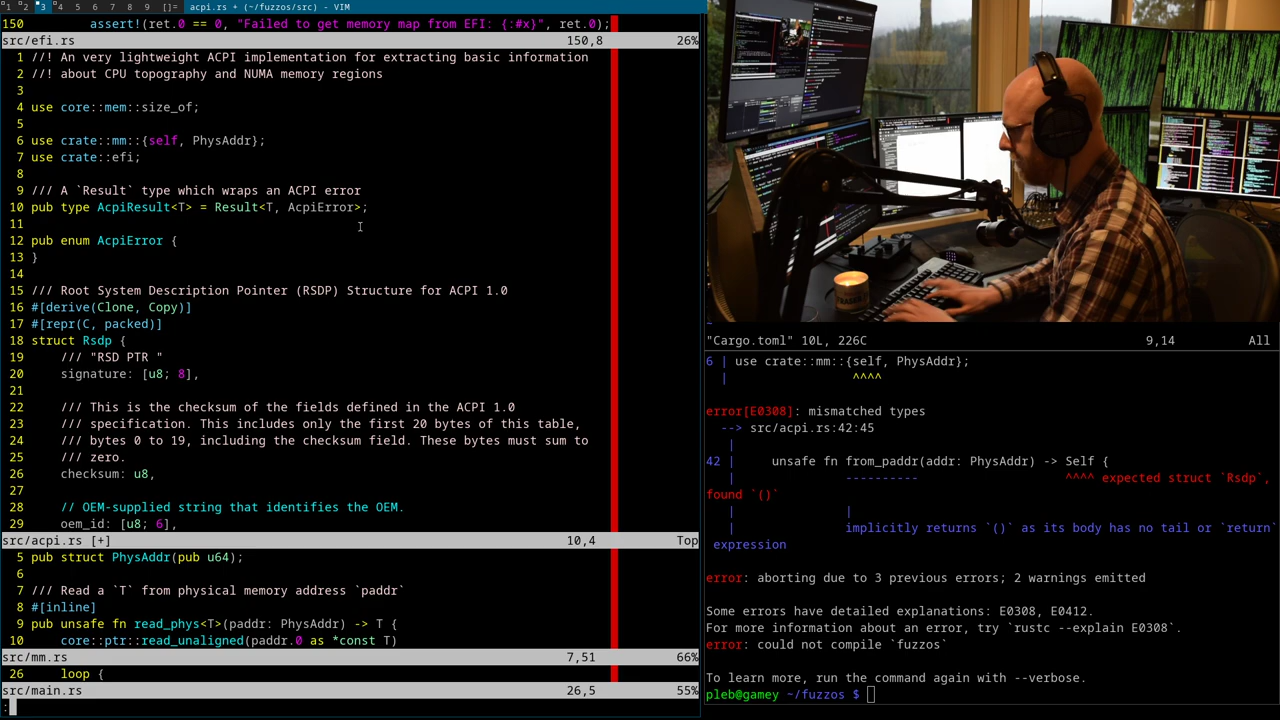 1 2 3 4 5 6 7 8 9 []= acpi.rs + (~/fuzzos/src) - VIM
150         assert!(ret.0 == 0, "Failed to get memory map from EFI: {:#x}", ret.0);
src/efi.rs 150,8 26%
1 //! An very lightweight ACPI implementation for extracting basic information
2 //! about CPU topography and NUMA memory regions
3
4 use core::mem::size_of;
5
6 use crate::mm::{self, PhysAddr};
7 use crate::efi;
8
9 /// A `Result` type which wraps an ACPI error
10 pub type AcpiResult<T> = Result<T, AcpiError>;
11
12 pub enum AcpiError {
13 }
14
15 /// Root System Description Pointer (RSDP) Structure for ACPI 1.0
16 #[derive(Clone, Copy)]
17 #[repr(C, packed)]
18 struct Rsdp {
19     /// "RSD PTR "
20     signature: [u8; 8],
21
22     /// This is the checksum of the fields defined in the ACPI 1.0
23     /// specification. This includes only the first 20 bytes of this table,
24     /// bytes 0 to 19, including the checksum field. These bytes must sum to
25     /// zero.
26     checksum: u8,
27
28     // OEM-supplied string that identifies the OEM.
29     oem_id: [u8; 6],
src/acpi.rs [+] 10,4 Top
5 pub struct PhysAddr(pub u64);
6
7 /// Read a `T` from physical memory address `paddr`
8 #[inline]
9 pub unsafe fn read_phys<T>(paddr: PhysAddr) -> T {
10     core::ptr::read_unaligned(paddr.0 as *const T)
src/mm.rs 7,51 66%
26     loop {
src/main.rs 26,5 55%
:
"Cargo.toml" 10L, 226C 9,14 All
6 | use crate::mm::{self, PhysAddr};
  |                 ^^^^
error[E0308]: mismatched types
  --> src/acpi.rs:42:45
   |
42 |     unsafe fn from_paddr(addr: PhysAddr) -> Self {
   |               ----------                    ^^^^ expected struct `Rsdp`,
found `()`
   |               |
   |               implicitly returns `()` as its body has no tail or `return`
 expression
error: aborting due to 3 previous errors; 2 warnings emitted
Some errors have detailed explanations: E0308, E0412.
For more information about an error, try `rustc --explain E0308`.
error: could not compile `fuzzos`
To learn more, run the command again with --verbose.
pleb@gamey ~/fuzzos $